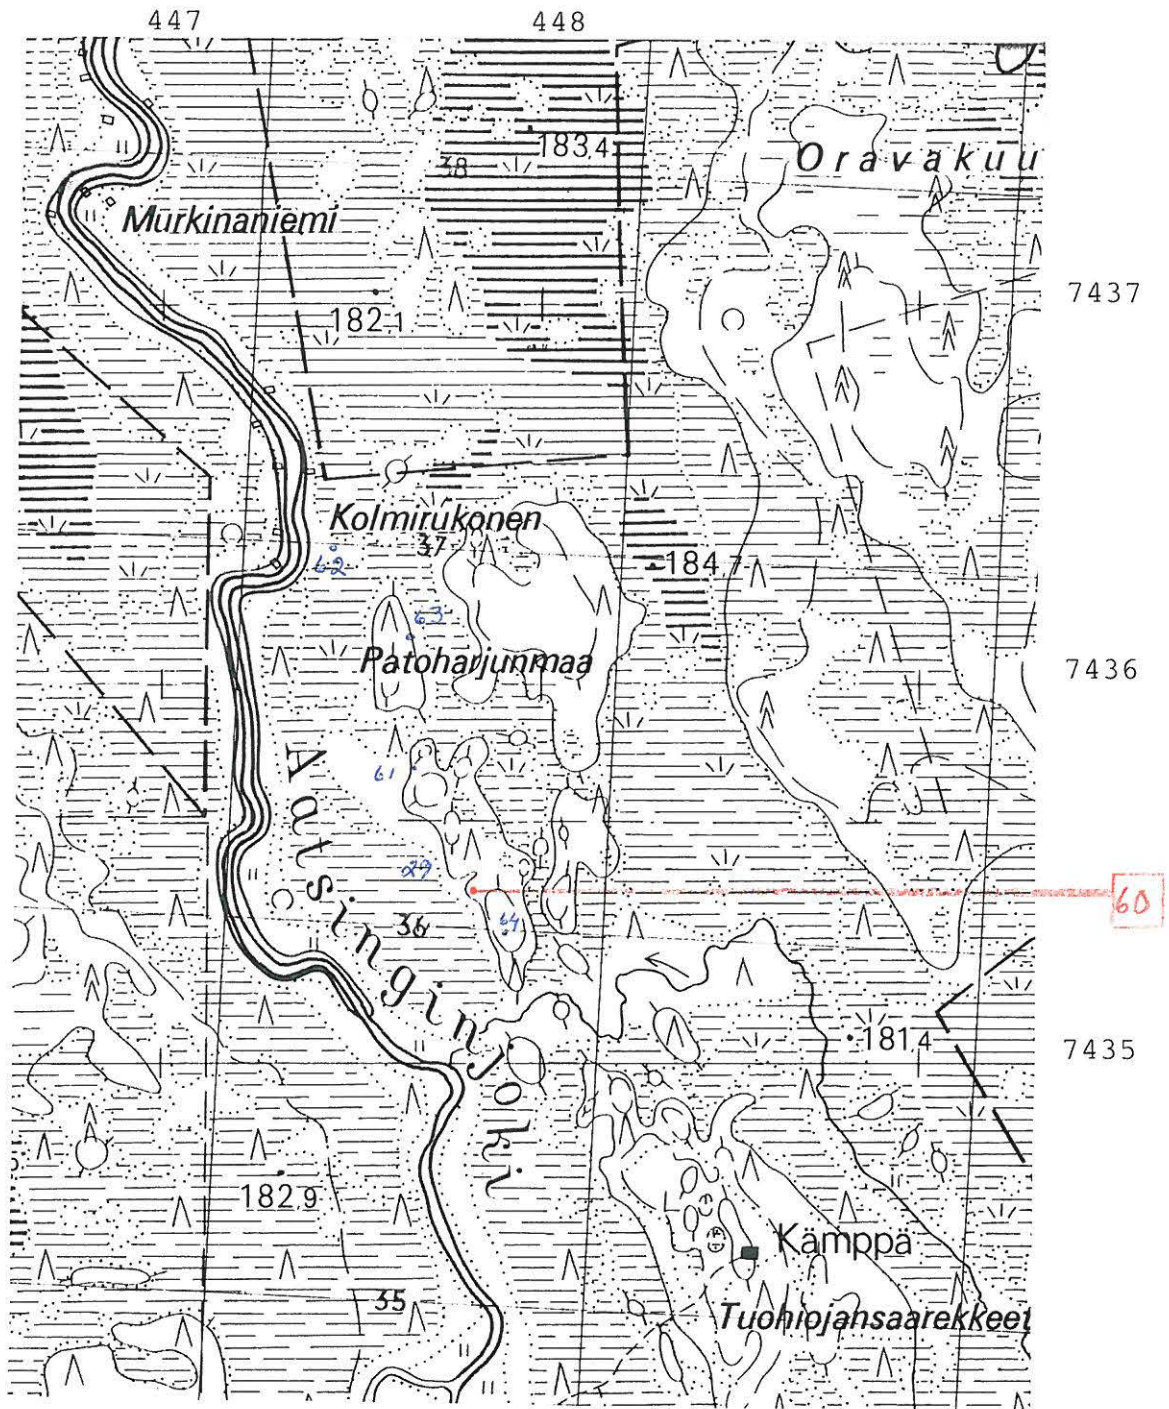 447 448
183.4
38
Oravakuu
Murkinaniemi
7437
182.1
Kolmirukonen
37
62
184.7
63
Patoharjunmaa
7436
61
29
60
36
64
Aatsinginjoki
181.4
7435
182.9
Kämppä
35
Tuohiojansaarekkeet